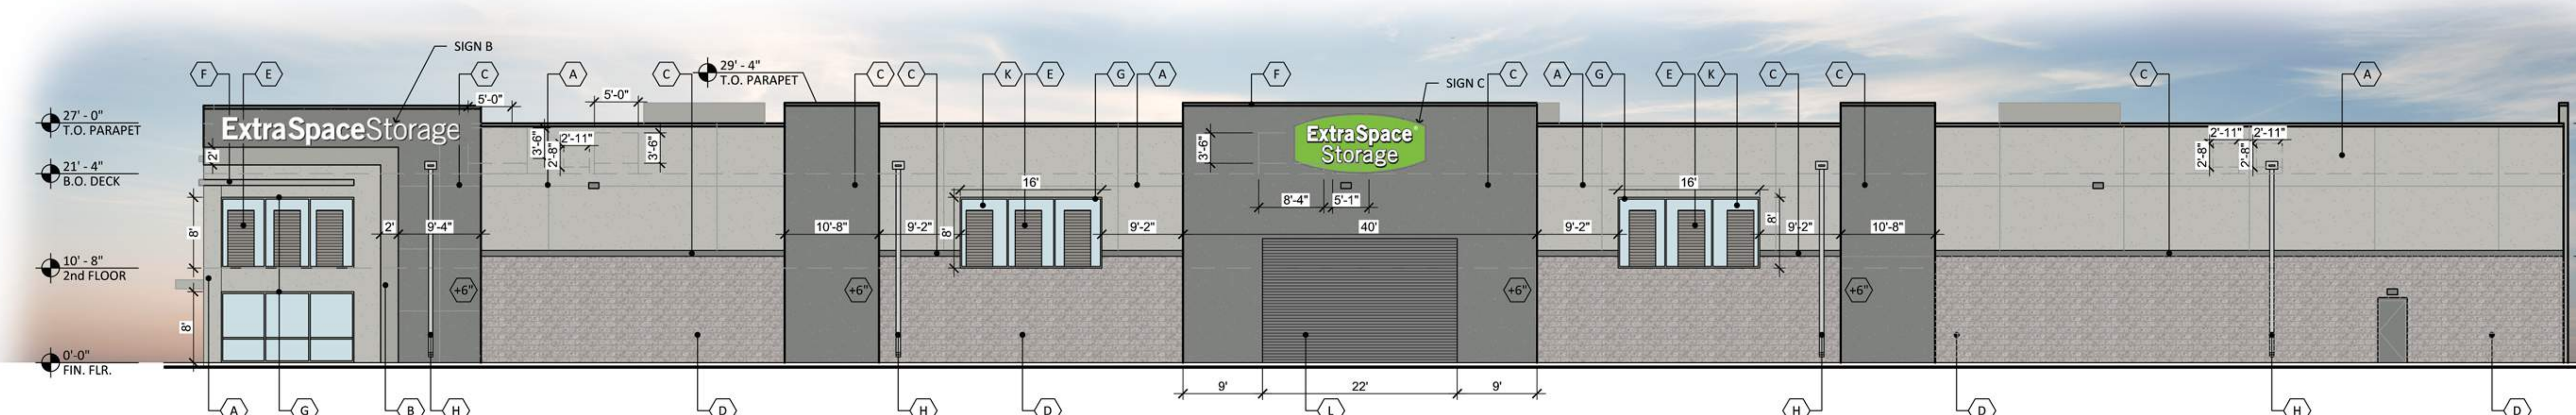 SIGN B
F
E
C
A
C
29' - 4"
T.O. PARAPET
C
C
K
E
G
A
F
SIGN C
C
A
G
E
K
C
C
C
A
27' - 0"
T.O. PARAPET
21' - 4"
B.O. DECK
10' - 8"
2nd FLOOR
0'-0"
FIN. FLR.
ExtraSpaceStorage
5'-0"
5'-0"
2'
3'-6"
2'-8"
2'-11"
3'-6"
8'
8'
2'
9'-4"
+6"
10'-8"
+6"
9'-2"
8'
16'
9'-2"
3'-6"
ExtraSpace®
Storage
8'-4"
5'-1"
40'
+6"
9'-2"
16'
8'
9'-2"
10'-8"
+6"
2'-11"
2'-11"
2'-8"
2'-8"
9'
22'
9'
A
G
B
H
D
H
D
L
H
D
H
D